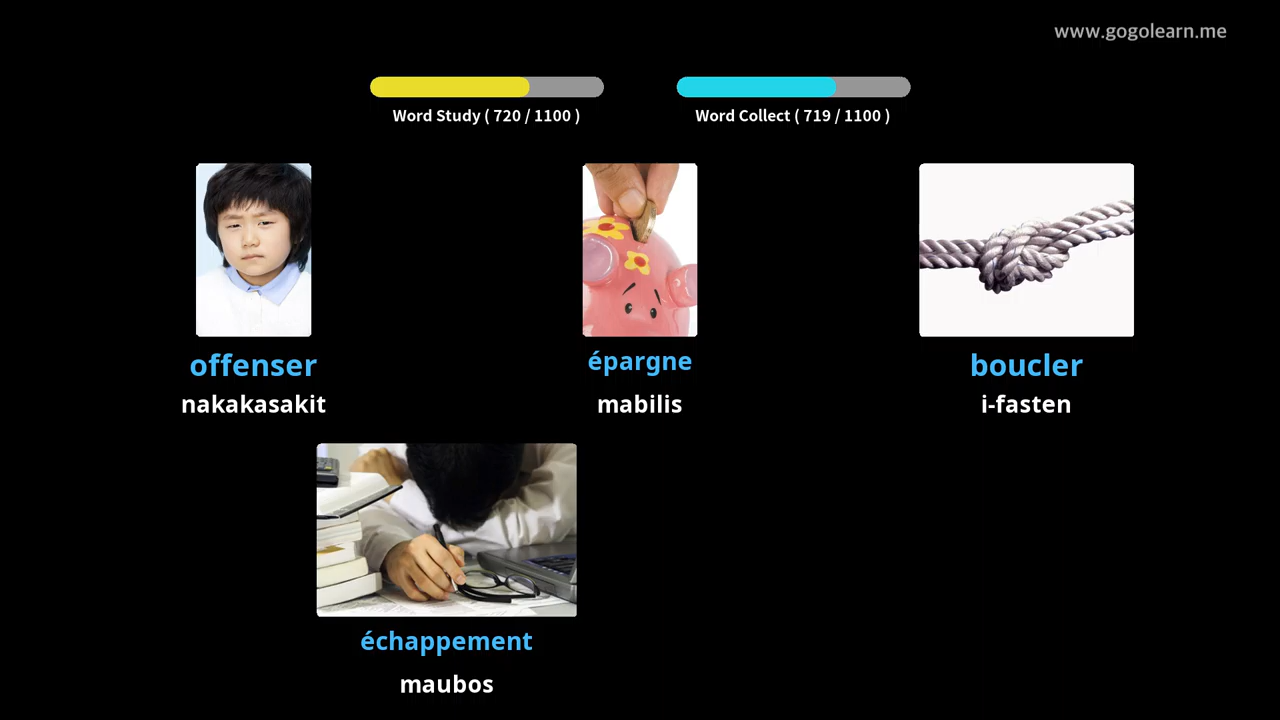 www.gogolearn.me
Word Study ( 720 / 1100 )
Word Collect ( 719 / 1100 )
offenser
nakakasakit
épargne
mabilis
boucler
i-fasten
échappement
maubos